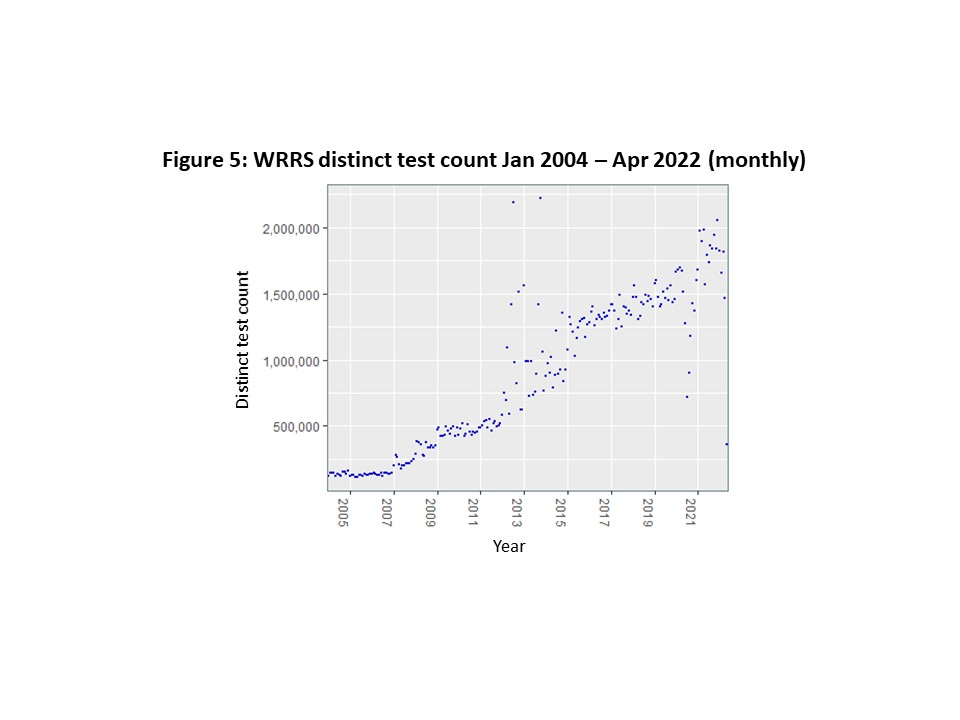 Figure 5: WRRS distinct test count Jan 2004 – Apr 2022 (monthly)
2,000,000
1,500,000
1,000,000
500,000
Distinct test count
2005 2007 2009 2011 2013 2015 2017 2019 2021
Year